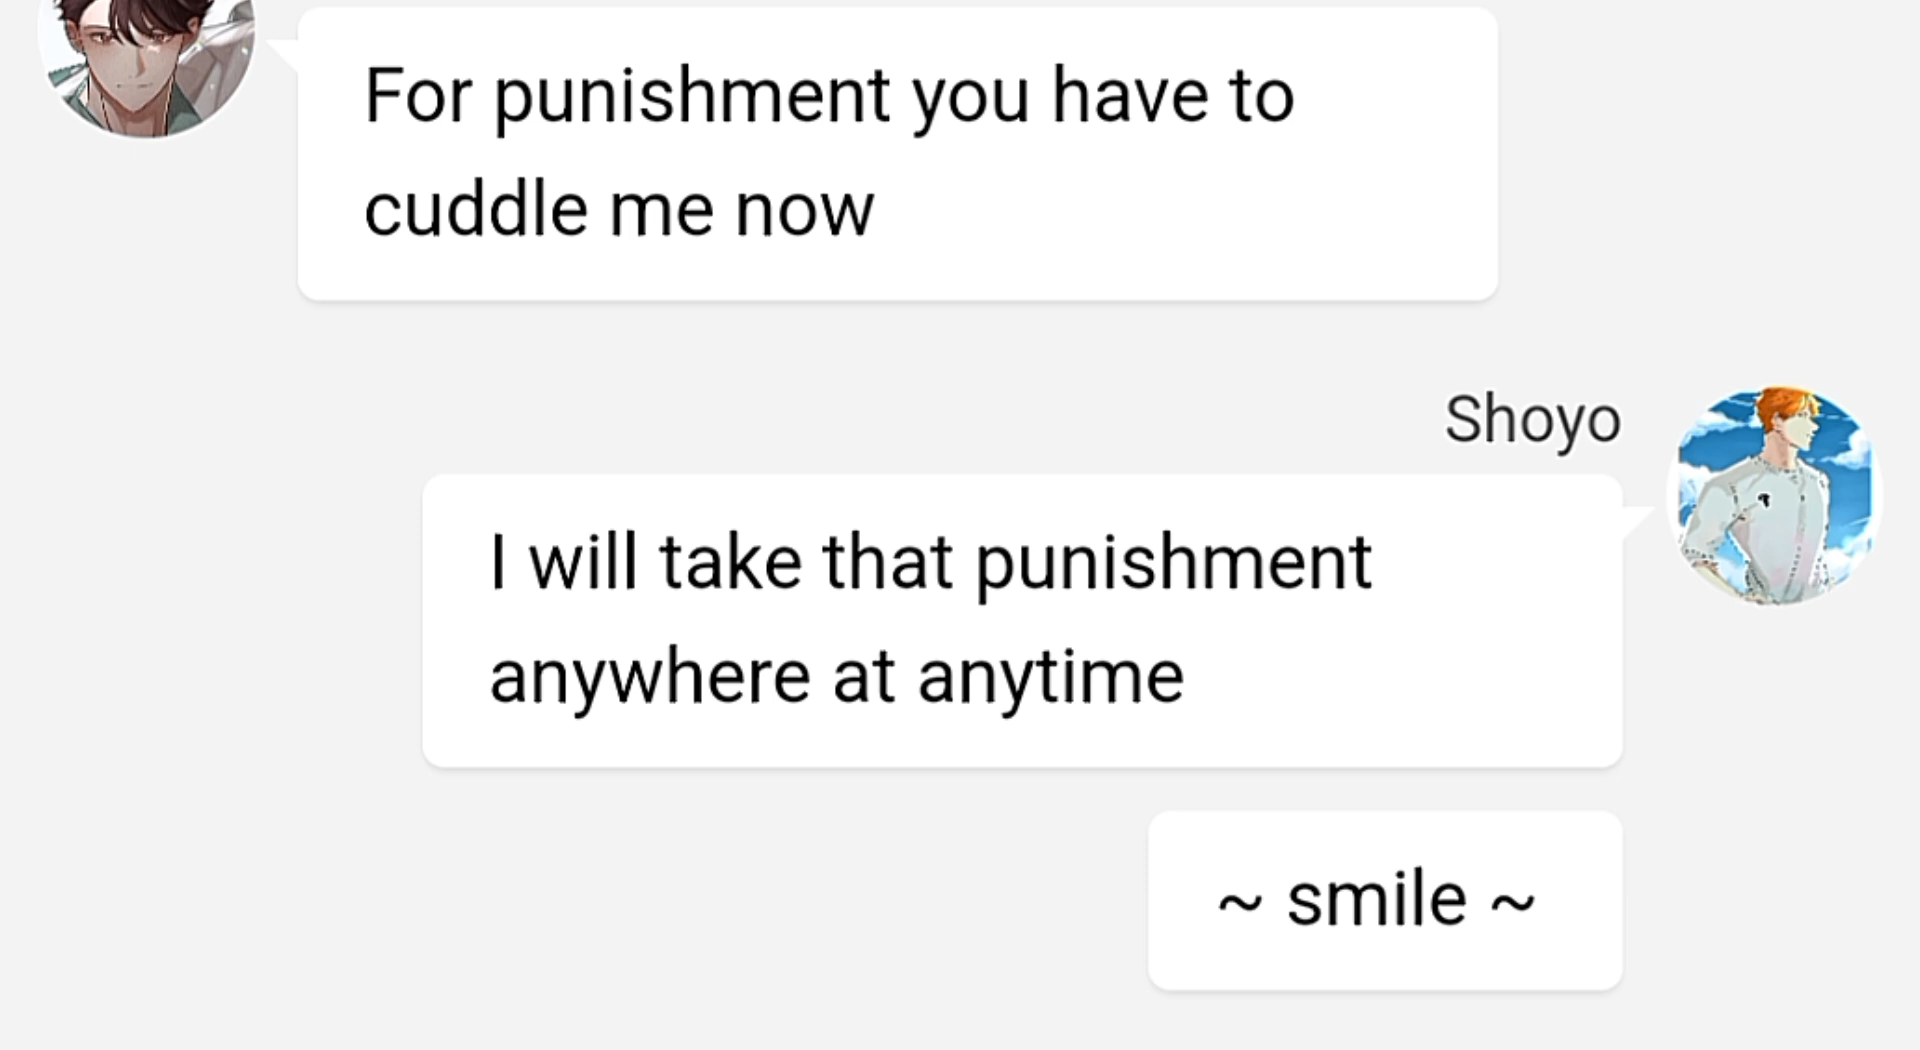 For punishment you have to
cuddle me now
Shoyo
I will take that punishment
anywhere at anytime
~ smile ~